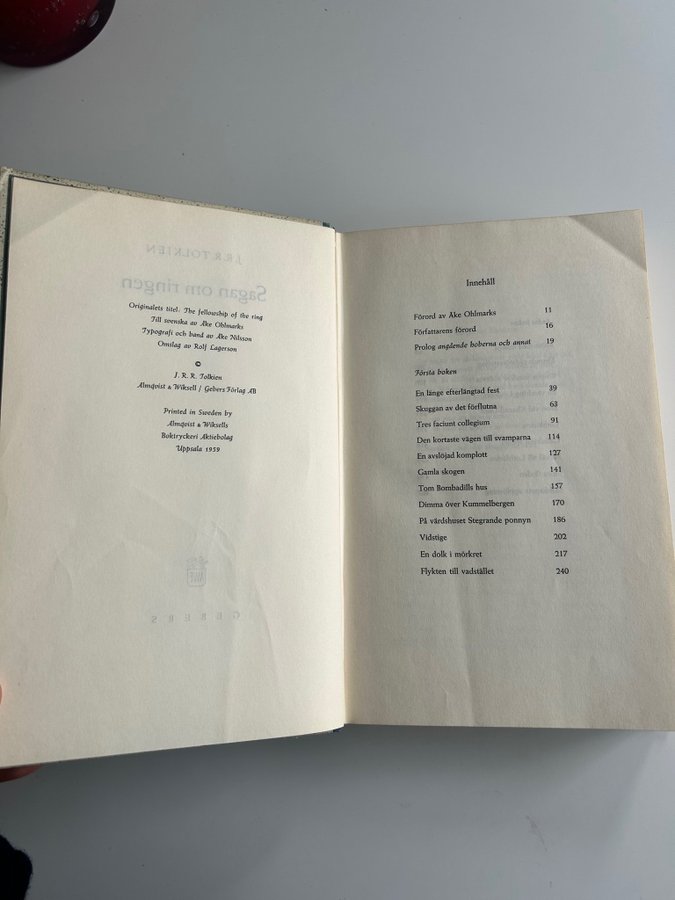 Originalets titel: The fellowship of the ring
Till svenska av Åke Ohlmarks
Typografi och band av Åke Nilsson
Omslag av Rolf Lagerson
©
J. R. R. Tolkien
Almqvist & Wiksell / Gebers Förlag AB
Printed in Sweden by
Almqvist & Wiksells
Boktryckeri Aktiebolag
Uppsala 1959
Innehåll
Förord av Åke Ohlmarks 11
Författarens förord 16
Prolog angående hoberna och annat 19
Första boken
En länge efterlängtad fest 39
Skuggan av det förflutna 63
Tres faciunt collegium 91
Den kortaste vägen till svamparna 114
En avslöjad komplott 127
Gamla skogen 141
Tom Bombadills hus 157
Dimma över Kummelbergen 170
På värdshuset Stegrande ponnyn 186
Vidstige 202
En dolk i mörkret 217
Flykten till vadstället 240
J.R.R. TOLKIEN
Sagan om ringen
GEBERS